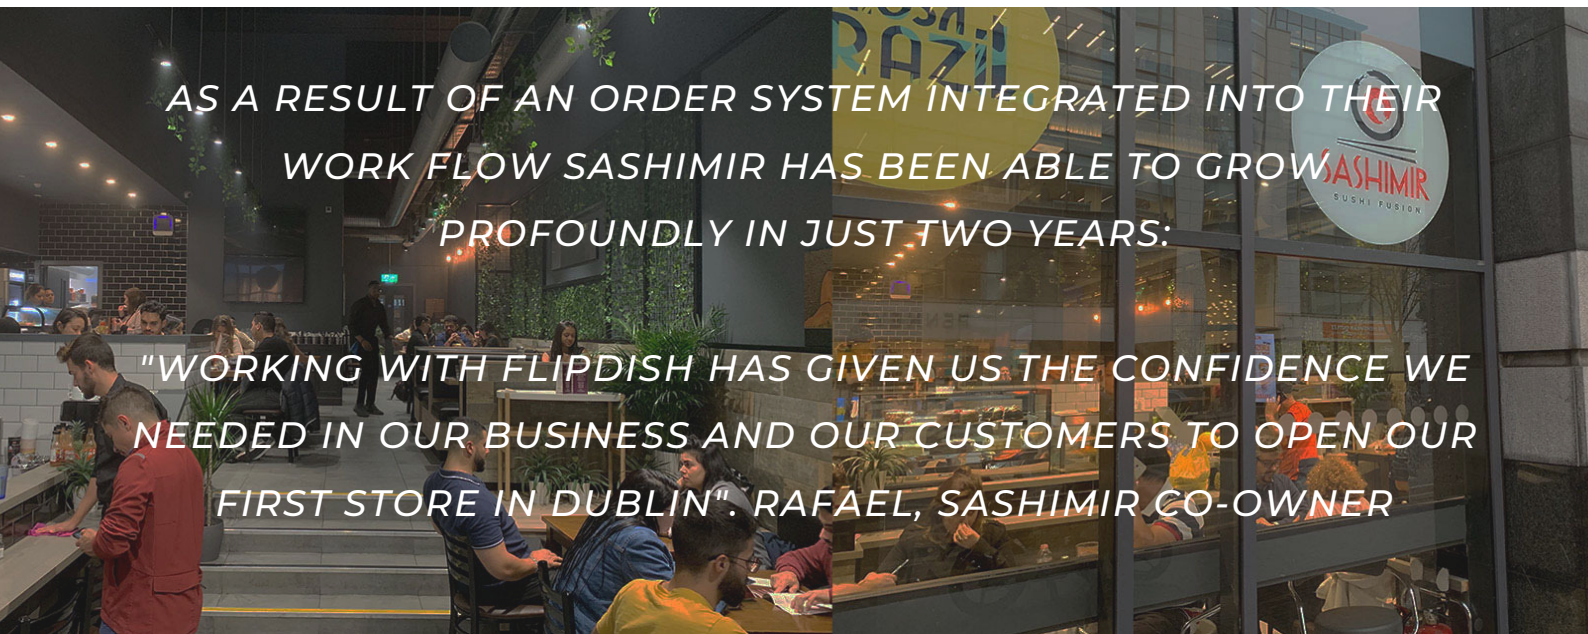 RAZIL
AS A RESULT OF AN ORDER SYSTEM INTEGRATED INTO THEIR
WORK FLOW SASHIMIR HAS BEEN ABLE TO GROW
SASHIMIR
SUSHI FUSION
PROFOUNDLY IN JUST TWO YEARS:
"WORKING WITH FLIPDISH HAS GIVEN US THE CONFIDENCE WE
NEEDED IN OUR BUSINESS AND OUR CUSTOMERS TO OPEN OUR
FIRST STORE IN DUBLIN". RAFAEL, SASHIMIR CO-OWNER